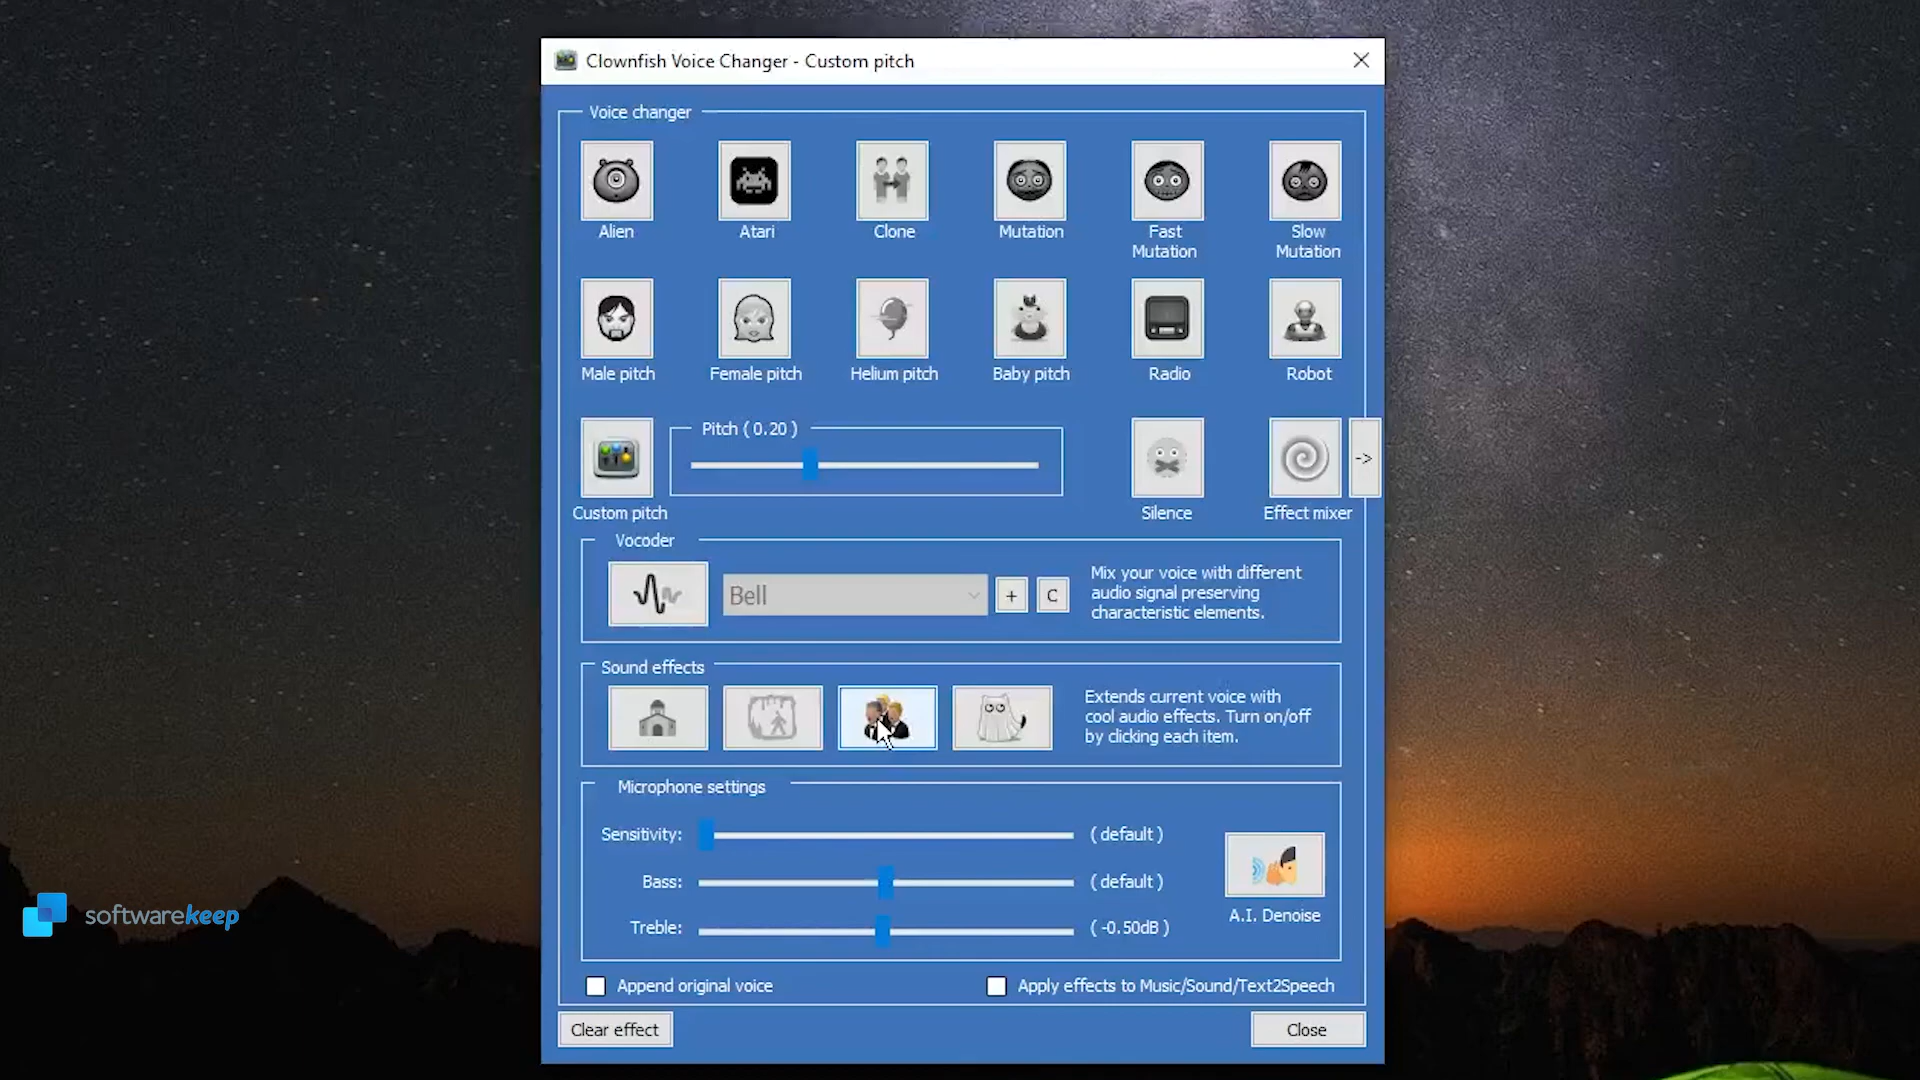 Clownfish Voice Changer - Custom pitch
Voice changer
Alien
Atari
Clone
Mutation
Fast
Mutation
Slow
Mutation
Male pitch
Female pitch
Helium pitch
Baby pitch
Radio
Robot
Pitch ( 0.20 )
->
Custom pitch
Silence
Effect mixer
Vocoder
Bell
+
C
Mix your voice with different
audio signal preserving
characteristic elements.
Sound effects
Extends current voice with
cool audio effects. Turn on/off
by clicking each item.
Microphone settings
Sensitivity:
( default )
Bass:
( default )
Treble:
( -0.50dB )
A.I. Denoise
softwarekeep
Append original voice
Apply effects to Music/Sound/Text2Speech
Clear effect
Close